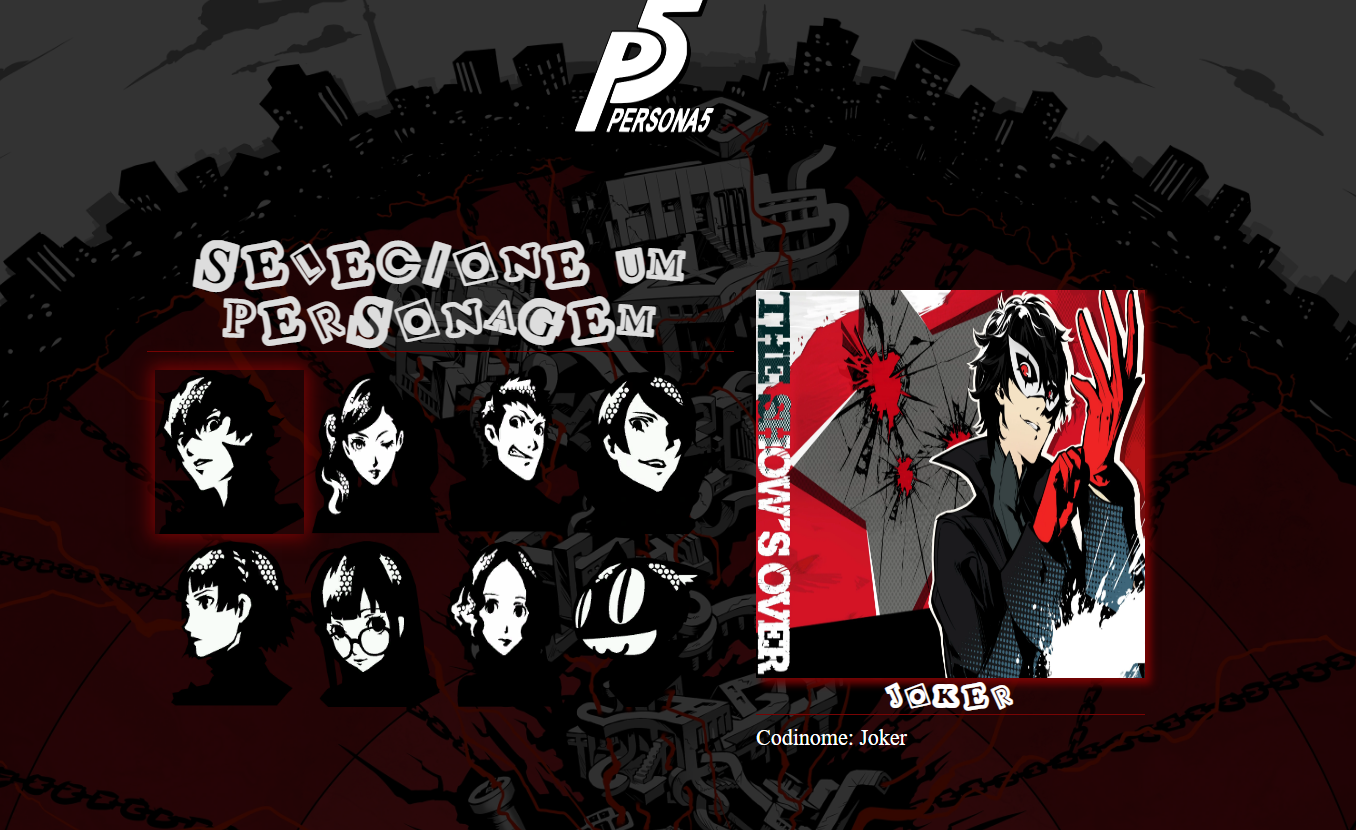 P5
PERSONA5
SELECIONE UM
PERSONAGEM
THE SHOW'S OVER
JOKER
Codinome: Joker